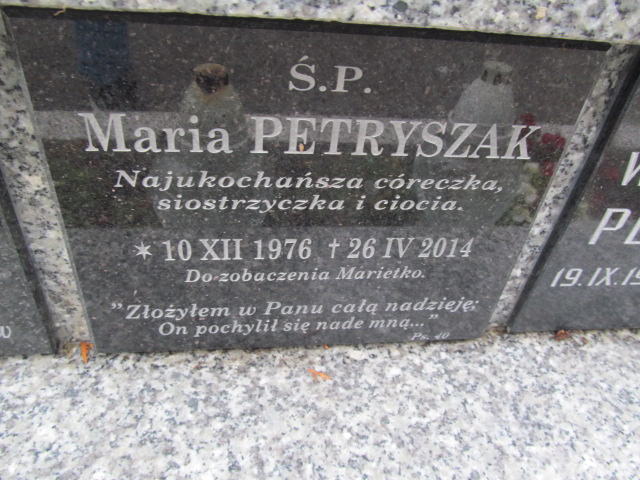 Ś.P.
Maria PETRYSZAK
Najukochańsza córeczka,
siostrzyczka i ciocia.
* 10 XII 1976 † 26 IV 2014
Do zobaczenia Marietko.
"Złożyłem w Panu całą nadzieję;
On pochylił się nade mną..."
Ps. 40
19.IX.19